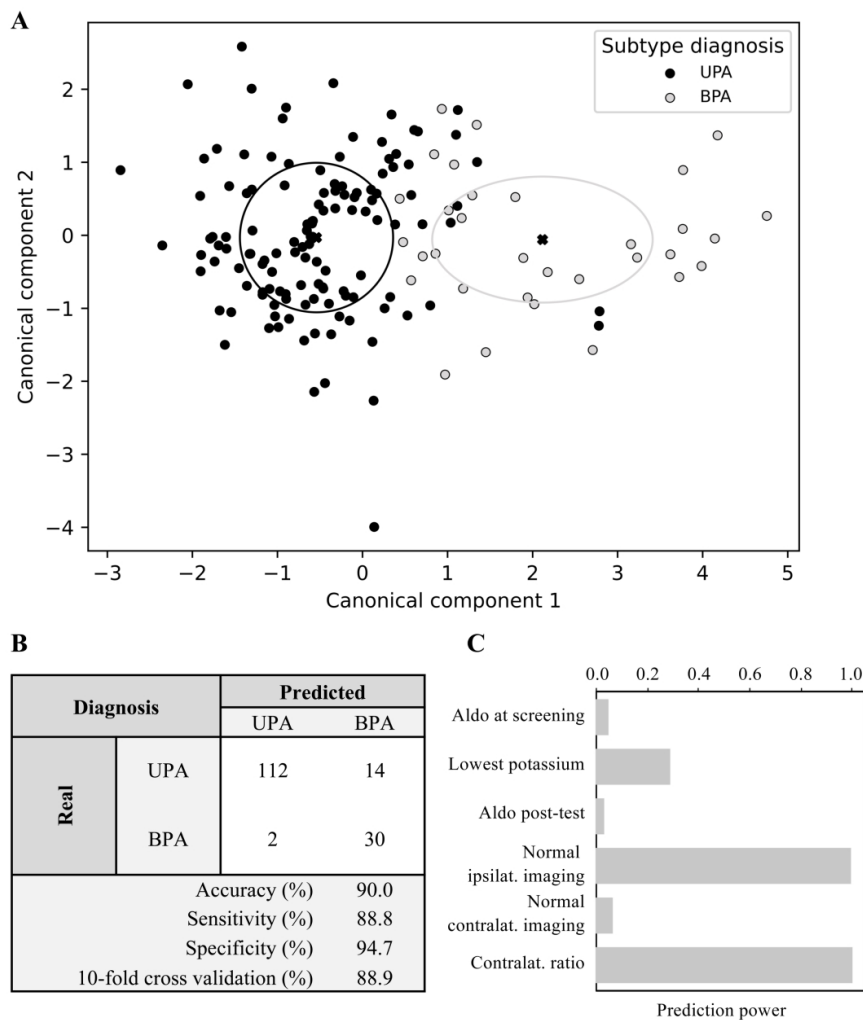 A
Subtype diagnosis
UPA
BPA
2
1
0
−1
−2
−3
−4
Canonical component 2
−3 −2 −1 0 1 2 3 4 5
Canonical component 1
B
Diagnosis Predicted
UPA BPA
Real UPA 112 14
BPA 2 30
Accuracy (%) 90.0
Sensitivity (%) 88.8
Specificity (%) 94.7
10-fold cross validation (%) 88.9
C
0.0 0.2 0.4 0.6 0.8 1.0
Aldo at screening
Lowest potassium
Aldo post-test
Normal
ipsilat. imaging
Normal
contralat. imaging
Contralat. ratio
Prediction power